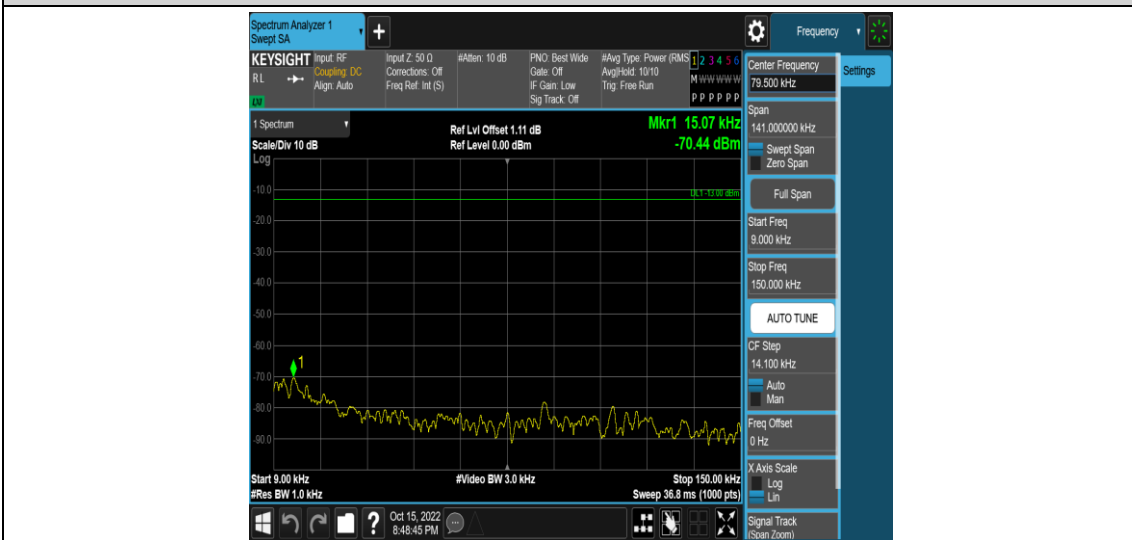 Spectrum Analyzer 1
Swept SA
Frequency
KEYSIGHT
RL
LXI
Input: RF
Coupling: DC
Align: Auto
Input Z: 50 Ω
Corrections: Off
Freq Ref: Int (S)
#Atten: 10 dB
PNO: Best Wide
Gate: Off
IF Gain: Low
Sig Track: Off
#Avg Type: Power (RMS
Avg|Hold: 10/10
Trig: Free Run
1 2 3 4 5 6
M W W W W W
P P P P P P
Center Frequency
79.500 kHz
Settings
1 Spectrum
Scale/Div 10 dB
Ref Lvl Offset 1.11 dB
Ref Level 0.00 dBm
Mkr1 15.07 kHz
-70.44 dBm
Span
141.000000 kHz
Swept Span
Zero Span
Full Span
Start Freq
9.000 kHz
Stop Freq
150.000 kHz
AUTO TUNE
CF Step
14.100 kHz
Auto
Man
Freq Offset
0 Hz
X Axis Scale
Log
Lin
Signal Track
(Span Zoom)
Log
-10.0
DL1 -13.00 dBm
-20.0
-30.0
-40.0
-50.0
-60.0
1
-70.0
-80.0
-90.0
Start 9.00 kHz
#Video BW 3.0 kHz
Stop 150.00 kHz
#Res BW 1.0 kHz
Sweep 36.8 ms (1000 pts)
?
Oct 15, 2022
8:48:45 PM